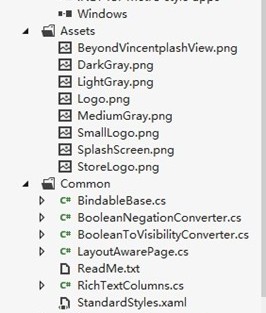 Windows
Assets
BeyondVincentplashView.png
DarkGray.png
LightGray.png
Logo.png
MediumGray.png
SmallLogo.png
SplashScreen.png
StoreLogo.png
Common
C# BindableBase.cs
C# BooleanNegationConverter.cs
C# BooleanToVisibilityConverter.cs
C# LayoutAwarePage.cs
ReadMe.txt
C# RichTextColumns.cs
StandardStyles.xaml